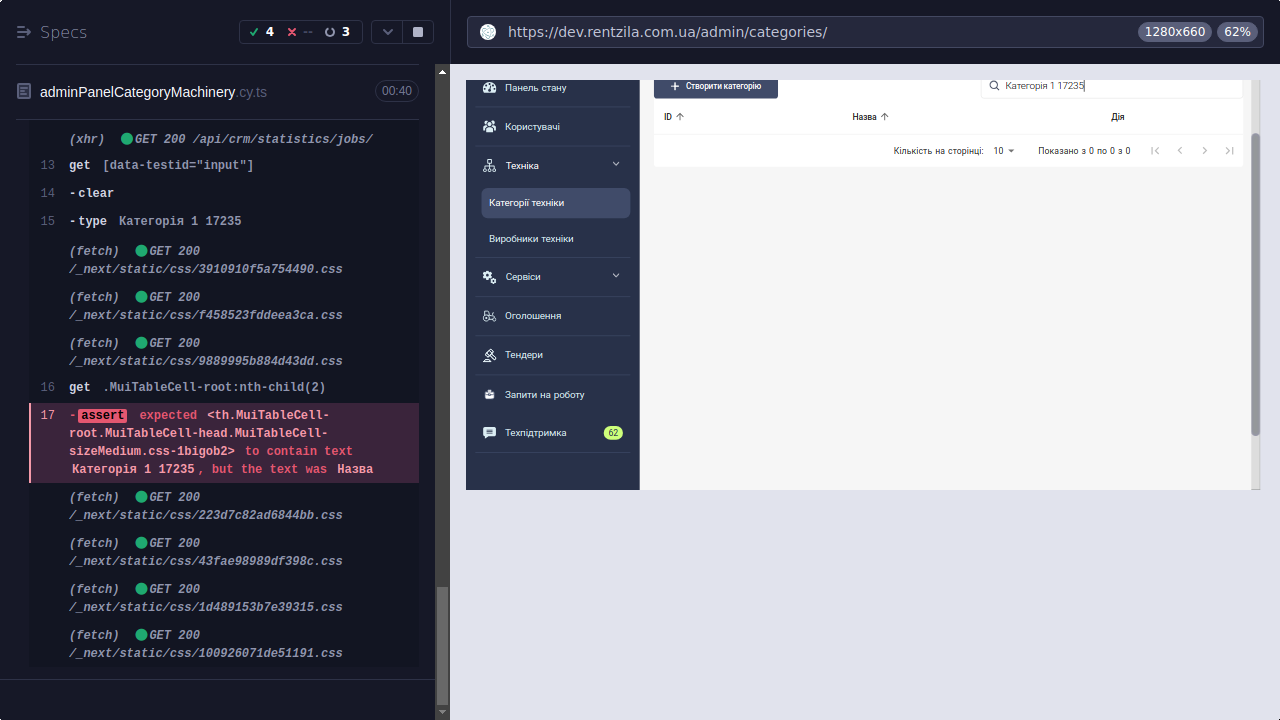 Specs
4
--
3
adminPanelCategoryMachinery.cy.ts
00:40
(xhr) GET 200 /api/crm/statistics/jobs/
13 get [data-testid="input"]
14 -clear
15 -type Категорія 1 17235
(fetch) GET 200
/_next/static/css/3910910f5a754490.css
(fetch) GET 200
/_next/static/css/f458523fddeea3ca.css
(fetch) GET 200
/_next/static/css/9889995b884d43dd.css
16 get .MuiTableCell-root:nth-child(2)
17 -assert expected <th.MuiTableCell-
root.MuiTableCell-head.MuiTableCell-
sizeMedium.css-1bigob2> to contain text
Категорія 1 17235, but the text was Назва
(fetch) GET 200
/_next/static/css/223d7c82ad6844bb.css
(fetch) GET 200
/_next/static/css/43fae98989df398c.css
(fetch) GET 200
/_next/static/css/1d489153b7e39315.css
(fetch) GET 200
/_next/static/css/100926071de51191.css
https://dev.rentzila.com.ua/admin/categories/
1280x660
62%
Панель стану
Користувачі
Техніка
Категорії техніки
Виробники техніки
Сервіси
Оголошення
Тендери
Запити на роботу
Техпідтримка 62
Створити категорію
Категорія 1 17235
ID Назва Дія
Кількість на сторінці: 10 Показано з 0 по 0 з 0